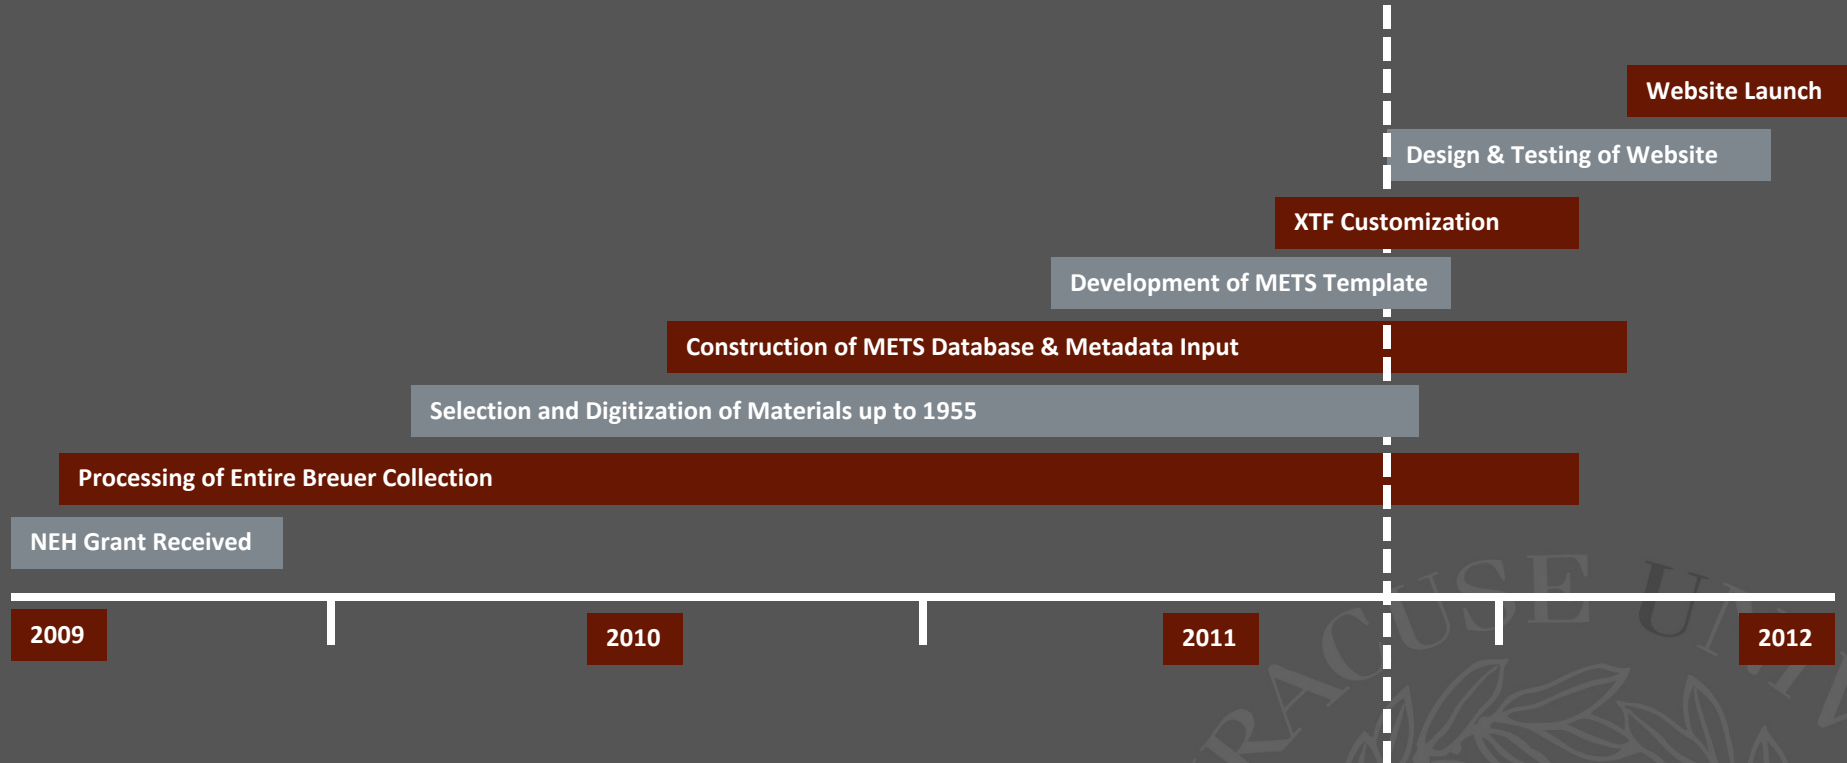 Website Launch
Design & Testing of Website
XTF Customization
Development of METS Template
Construction of METS Database & Metadata Input
Selection and Digitization of Materials up to 1955
Processing of Entire Breuer Collection
NEH Grant Received
2009
2010
2011
2012
RACUSE UNIV